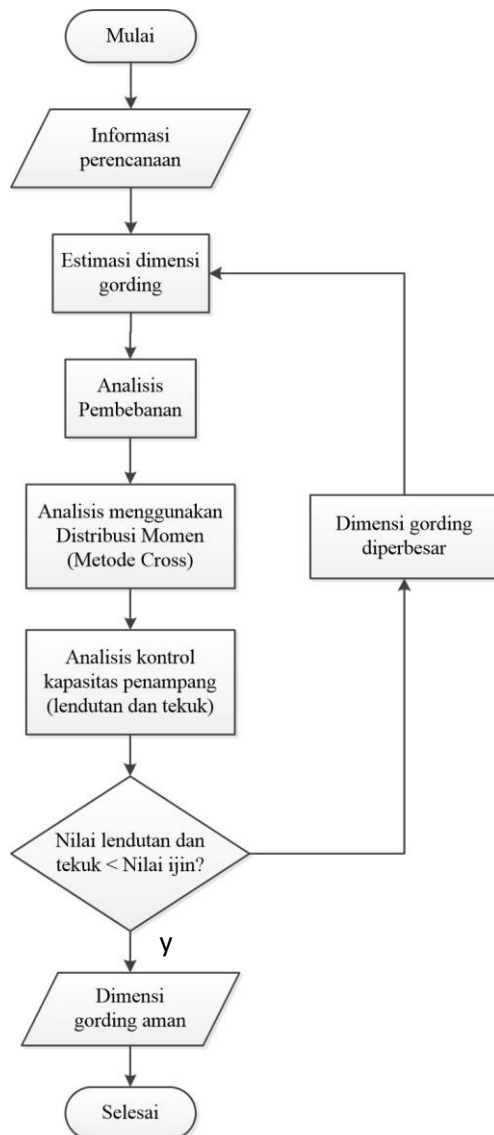 Mulai
Informasi
perencanaan
Estimasi dimensi
gording
Analisis
Pembebanan
Analisis menggunakan
Distribusi Momen
(Metode Cross)
Dimensi gording
diperbesar
Analisis kontrol
kapasitas penampang
(lendutan dan tekuk)
Nilai lendutan dan
tekuk < Nilai ijin?
y
Dimensi
gording aman
Selesai